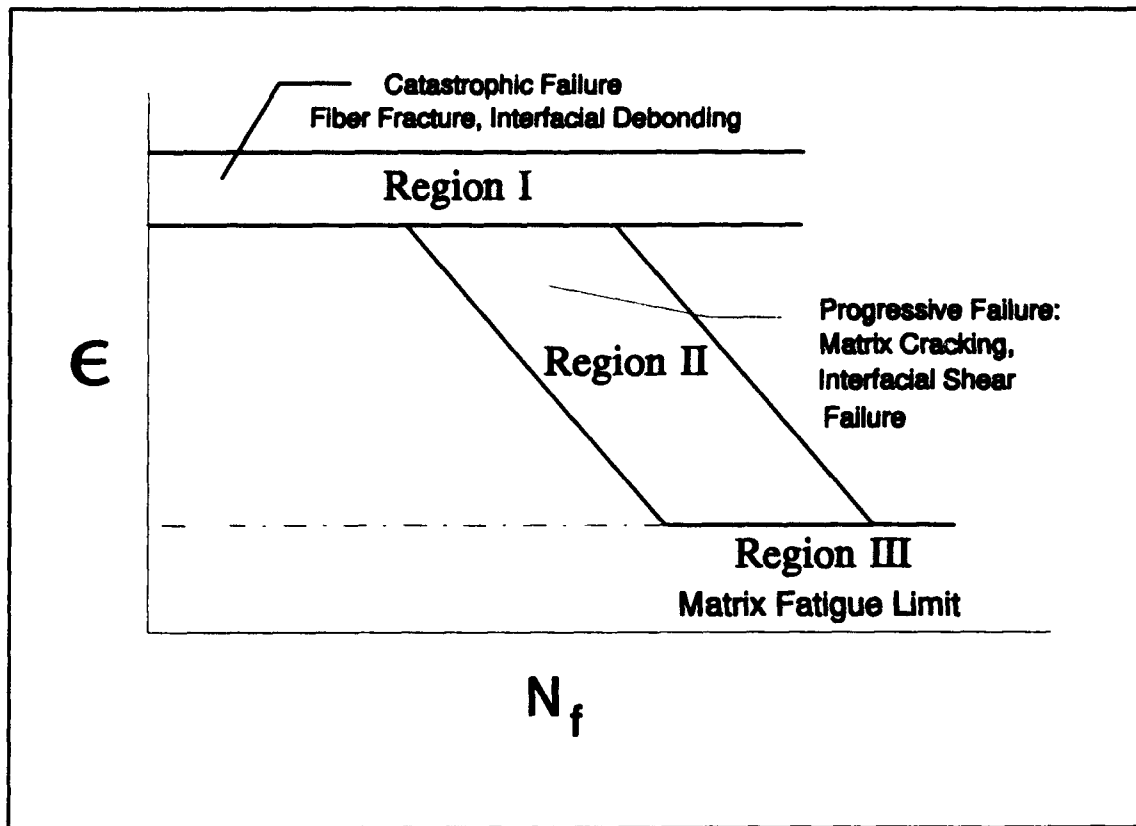 Catastrophic Failure
Fiber Fracture, Interfacial Debonding
Region I
Progressive Failure:
Matrix Cracking,
Interfacial Shear
Failure
Region II
ϵ
Region III
Matrix Fatigue Limit
N_f